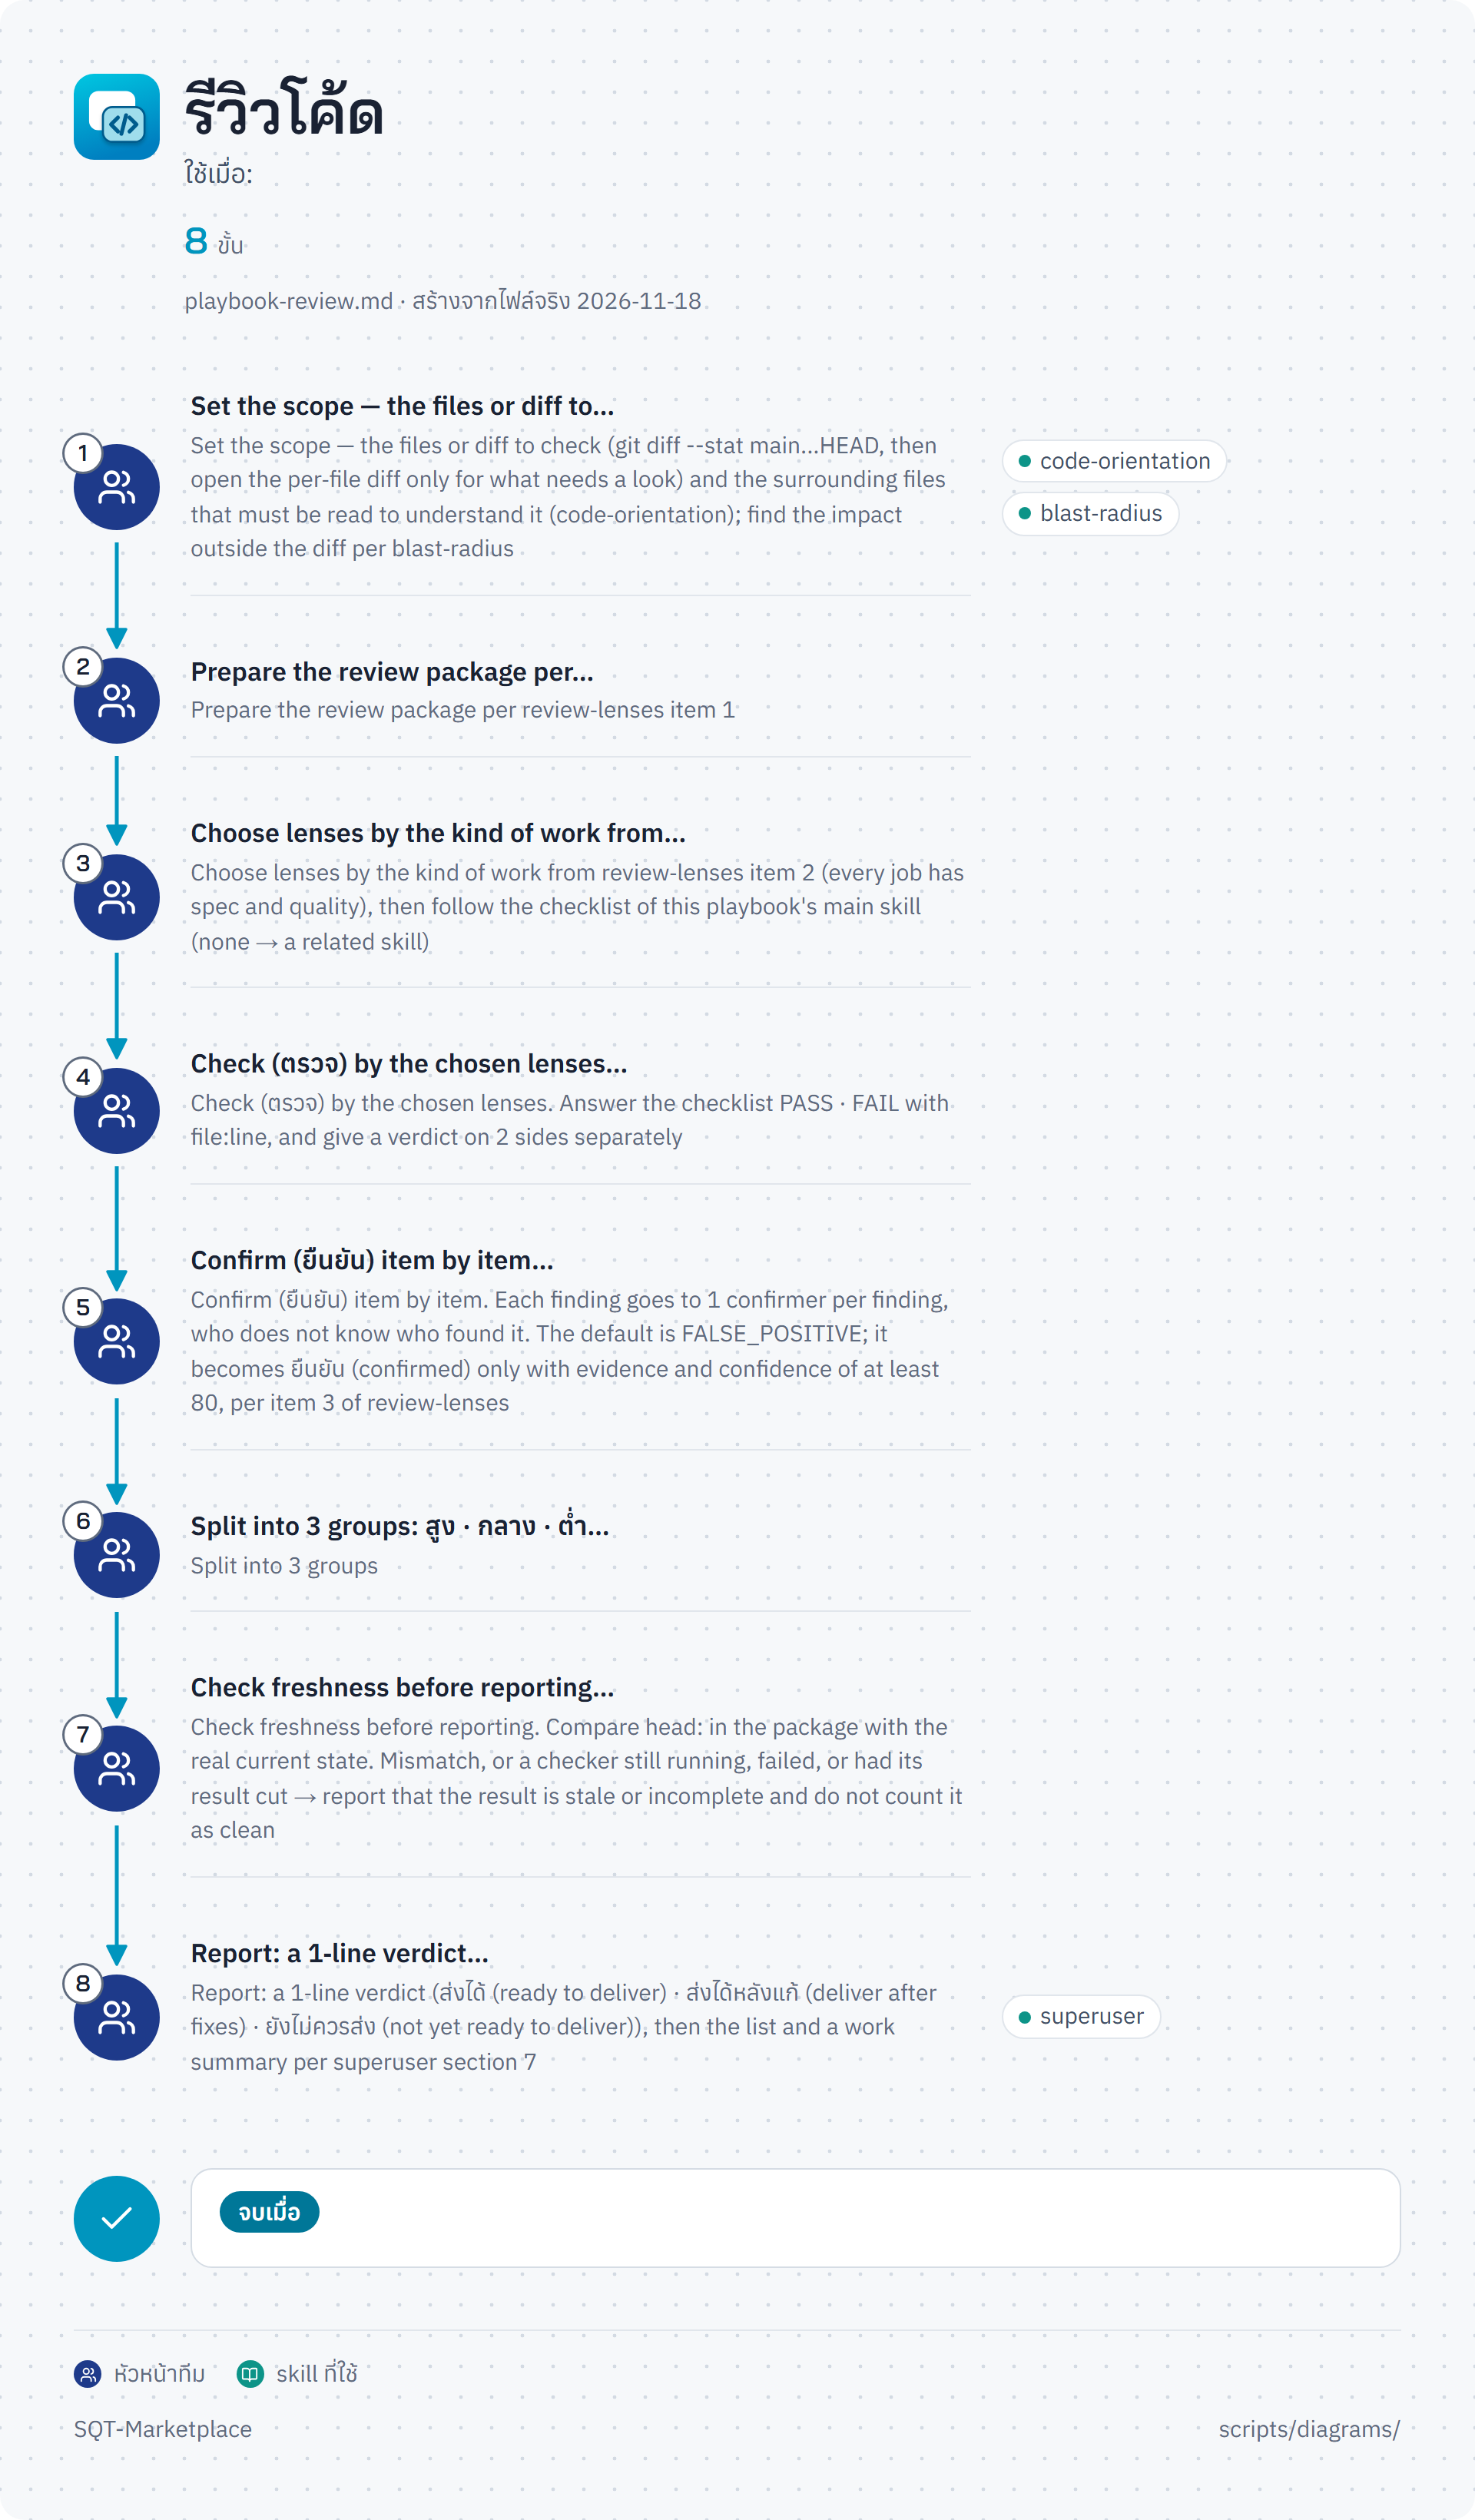 </>
รีวิวโค้ด
ใช้เมื่อ:
8 ขั้น
playbook-review.md · สร้างจากไฟล์จริง 2026-11-18
1
Set the scope — the files or diff to...
Set the scope — the files or diff to check (git diff --stat main...HEAD, then
open the per-file diff only for what needs a look) and the surrounding files
that must be read to understand it (code-orientation); find the impact
outside the diff per blast-radius
code-orientation
blast-radius
2
Prepare the review package per...
Prepare the review package per review-lenses item 1
3
Choose lenses by the kind of work from...
Choose lenses by the kind of work from review-lenses item 2 (every job has
spec and quality), then follow the checklist of this playbook's main skill
(none → a related skill)
4
Check (ตรวจ) by the chosen lenses...
Check (ตรวจ) by the chosen lenses. Answer the checklist PASS · FAIL with
file:line, and give a verdict on 2 sides separately
5
Confirm (ยืนยัน) item by item...
Confirm (ยืนยัน) item by item. Each finding goes to 1 confirmer per finding,
who does not know who found it. The default is FALSE_POSITIVE; it
becomes ยืนยัน (confirmed) only with evidence and confidence of at least
80, per item 3 of review-lenses
6
Split into 3 groups: สูง · กลาง · ต่ำ...
Split into 3 groups
7
Check freshness before reporting...
Check freshness before reporting. Compare head: in the package with the
real current state. Mismatch, or a checker still running, failed, or had its
result cut → report that the result is stale or incomplete and do not count it
as clean
8
Report: a 1-line verdict...
Report: a 1-line verdict (ส่งได้ (ready to deliver) · ส่งได้หลังแก้ (deliver after
fixes) · ยังไม่ควรส่ง (not yet ready to deliver)), then the list and a work
summary per superuser section 7
superuser
จบเมื่อ
หัวหน้าทีม
skill ที่ใช้
SQT-Marketplace
scripts/diagrams/